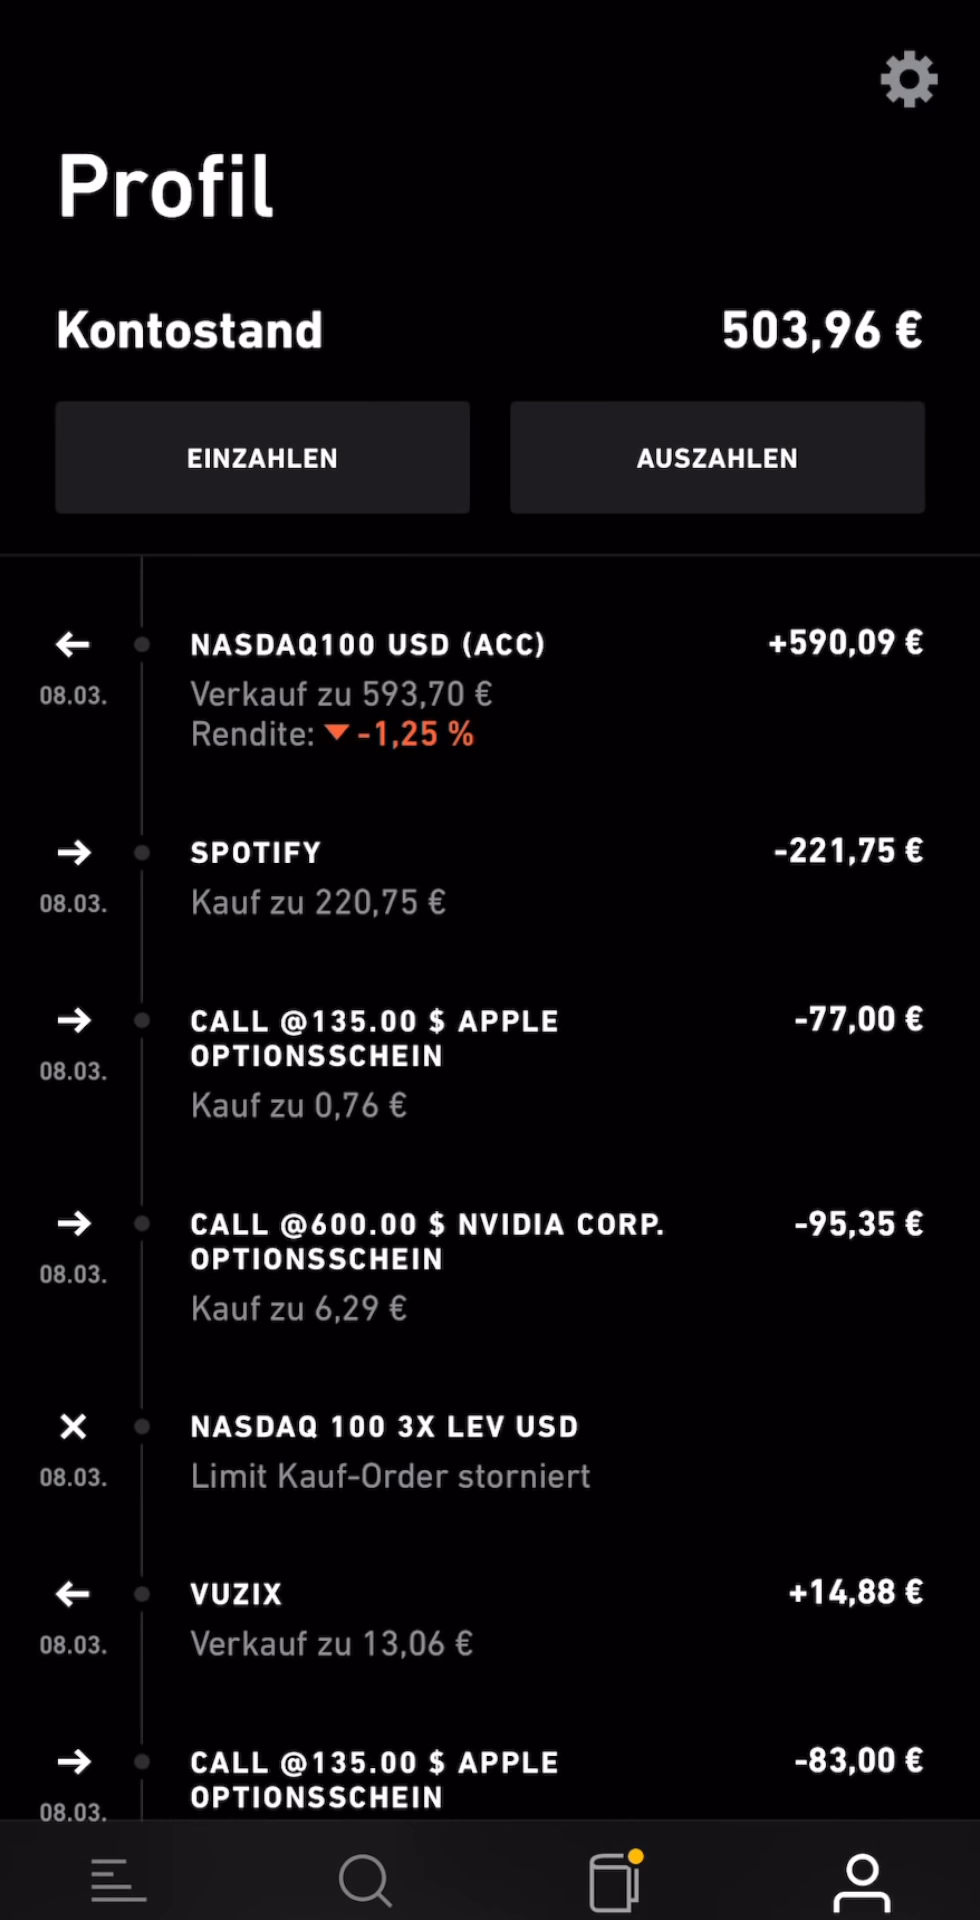 Profil
Kontostand 503,96 €
EINZAHLEN AUSZAHLEN
NASDAQ100 USD (ACC) +590,09 €
08.03. Verkauf zu 593,70 €
Rendite: -1,25 %
SPOTIFY -221,75 €
08.03. Kauf zu 220,75 €
CALL @135.00 $ APPLE -77,00 €
OPTIONSSCHEIN
08.03.
Kauf zu 0,76 €
CALL @600.00 $ NVIDIA CORP. -95,35 €
OPTIONSSCHEIN
08.03.
Kauf zu 6,29 €
NASDAQ 100 3X LEV USD
08.03. Limit Kauf-Order storniert
VUZIX +14,88 €
08.03. Verkauf zu 13,06 €
CALL @135.00 $ APPLE -83,00 €
OPTIONSSCHEIN
08.03.